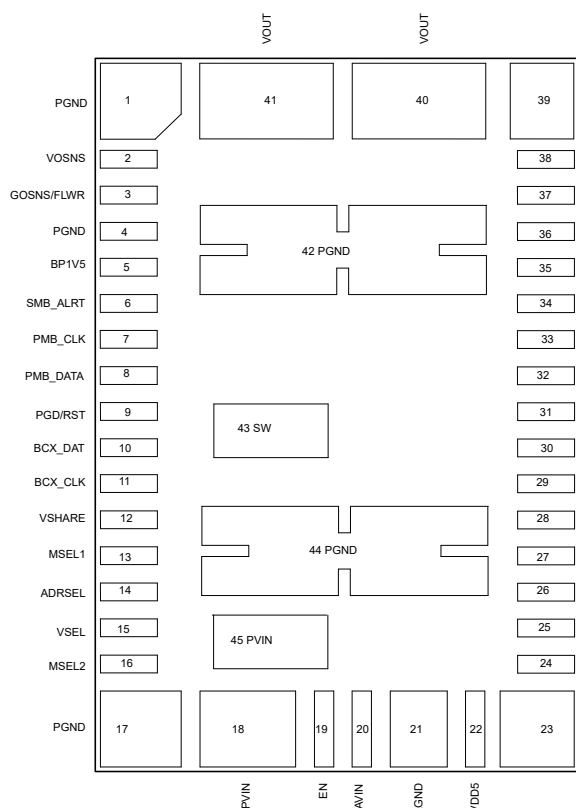 VOUT VOUT
PGND 1 41 40 39
VOSNS 2 38
GOSNS/FLWR 3 37
PGND 4 36
42 PGND
BP1V5 5 35
SMB_ALRT 6 34
PMB_CLK 7 33
PMB_DATA 8 32
PGD/RST 9 31
43 SW
BCX_DAT 10 30
BCX_CLK 11 29
VSHARE 12 28
MSEL1 13 44 PGND 27
ADRSEL 14 26
VSEL 15 45 PVIN 25
MSEL2 16 24
PGND 17 18 19 20 21 22 23
PVIN EN AVIN GND VDD5